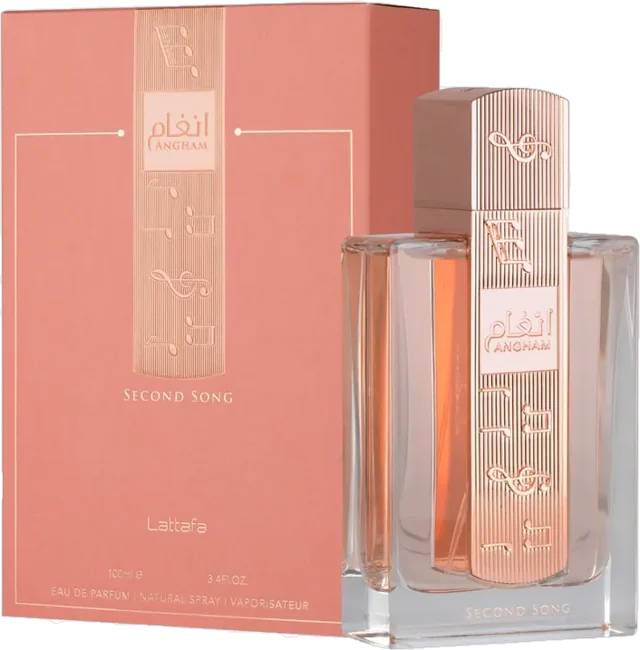 انغام
ANGHAM
SECOND SONG
Lattafa
100ml ℮ 3.4FL.OZ.
EAU DE PARFUM | NATURAL SPRAY | VAPORISATEUR
انغام
ANGHAM
SECOND SONG